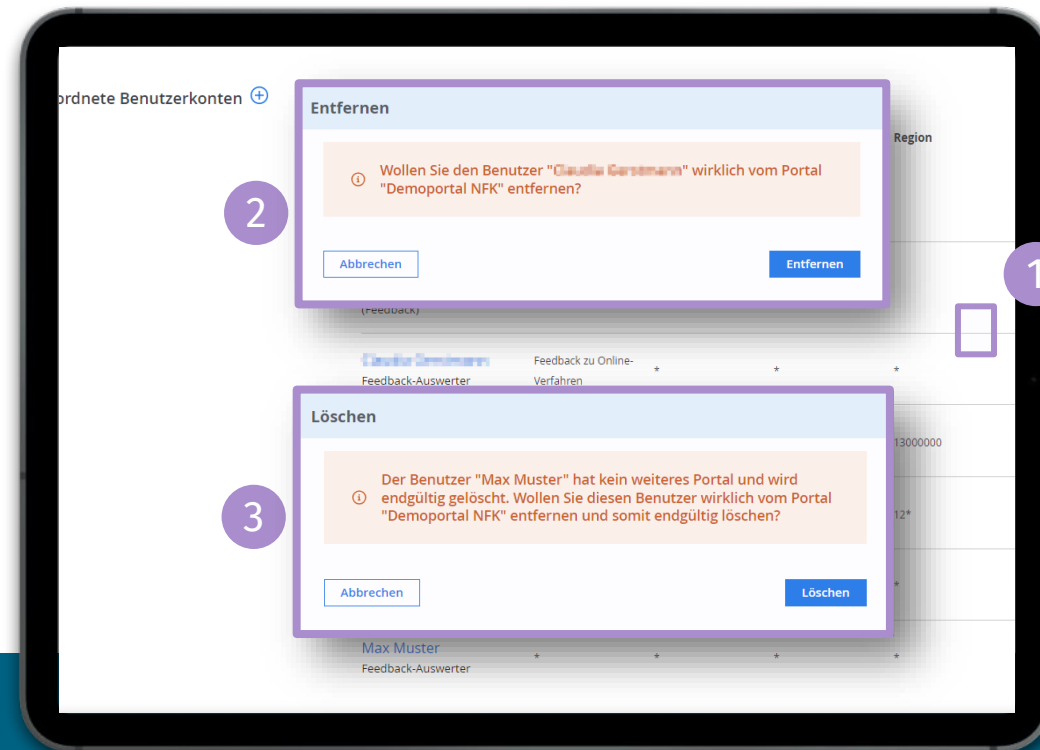 ordnete Benutzerkonten
Entfernen
Region
Wollen Sie den Benutzer "" wirklich vom Portal
"Demoportal NFK" entfernen?
2
Abbrechen
Entfernen
1
(Feedback)
Feedback-Auswerter
Feedback zu Online-
Verfahren
*
*
*
Löschen
13000000
Der Benutzer "Max Muster" hat kein weiteres Portal und wird
endgültig gelöscht. Wollen Sie diesen Benutzer wirklich vom Portal
"Demoportal NFK" entfernen und somit endgültig löschen?
3
12*
Abbrechen
Löschen
*
Max Muster
Feedback-Auswerter
*
*
*
*